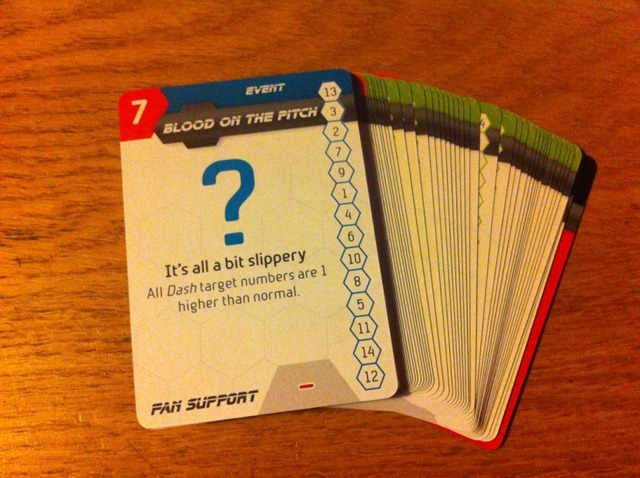 EVENT
7
BLOOD ON THE PITCH
?
It's all a bit slippery
All Dash target numbers are 1
higher than normal.
FAN SUPPORT
–
13
3
2
7
9
1
4
6
10
8
5
11
14
12